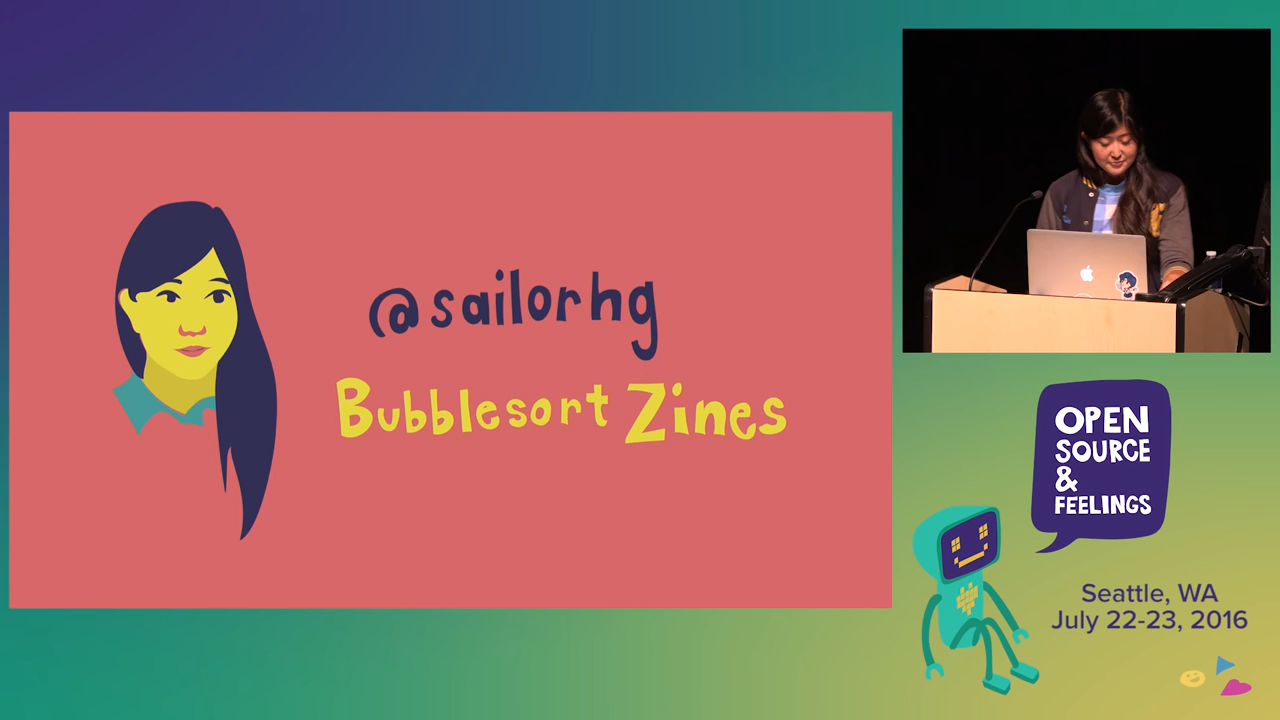 @sailorhg
Bubblesort Zines
OPEN
SOURCE
&
FEELINGS
Seattle, WA
July 22-23, 2016